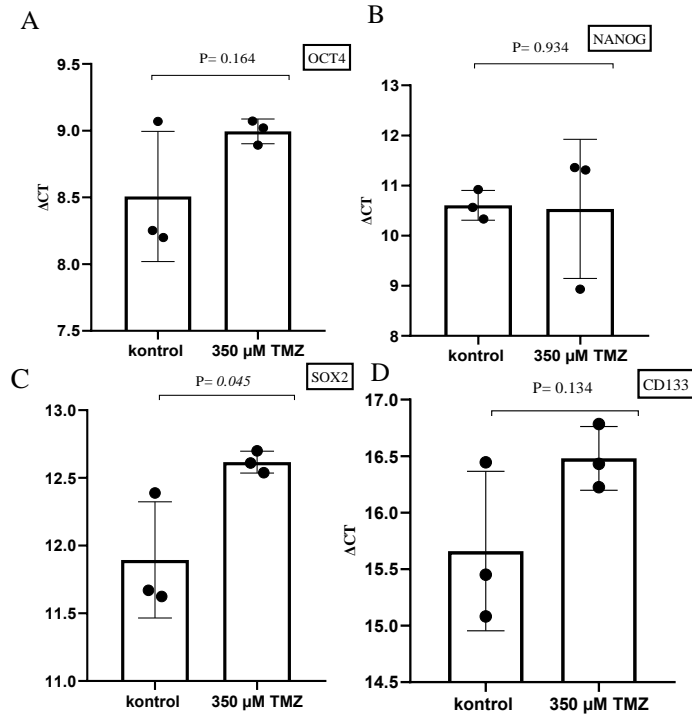 A
P= 0.164
OCT4
9.5
9.0
8.5
8.0
7.5
ΔCT
kontrol
350 µM TMZ
B
P= 0.934
NANOG
13
12
11
10
9
8
ΔCT
kontrol
350 µM TMZ
C
P= 0.045
SOX2
13.0
12.5
12.0
11.5
11.0
kontrol
350 µM TMZ
D
P= 0.134
CD133
17.0
16.5
16.0
15.5
15.0
14.5
ΔCT
kontrol
350 µM TMZ